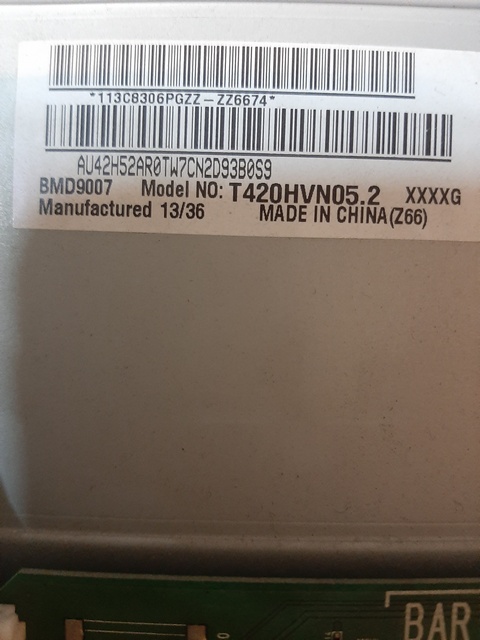 *113C8306PGZZ-ZZ6674*
AU42H52AR0TW7CN2D93B0S9
BMD9007 Model NO: T420HVN05.2 XXXXG
Manufactured 13/36 MADE IN CHINA(Z66)
BAR